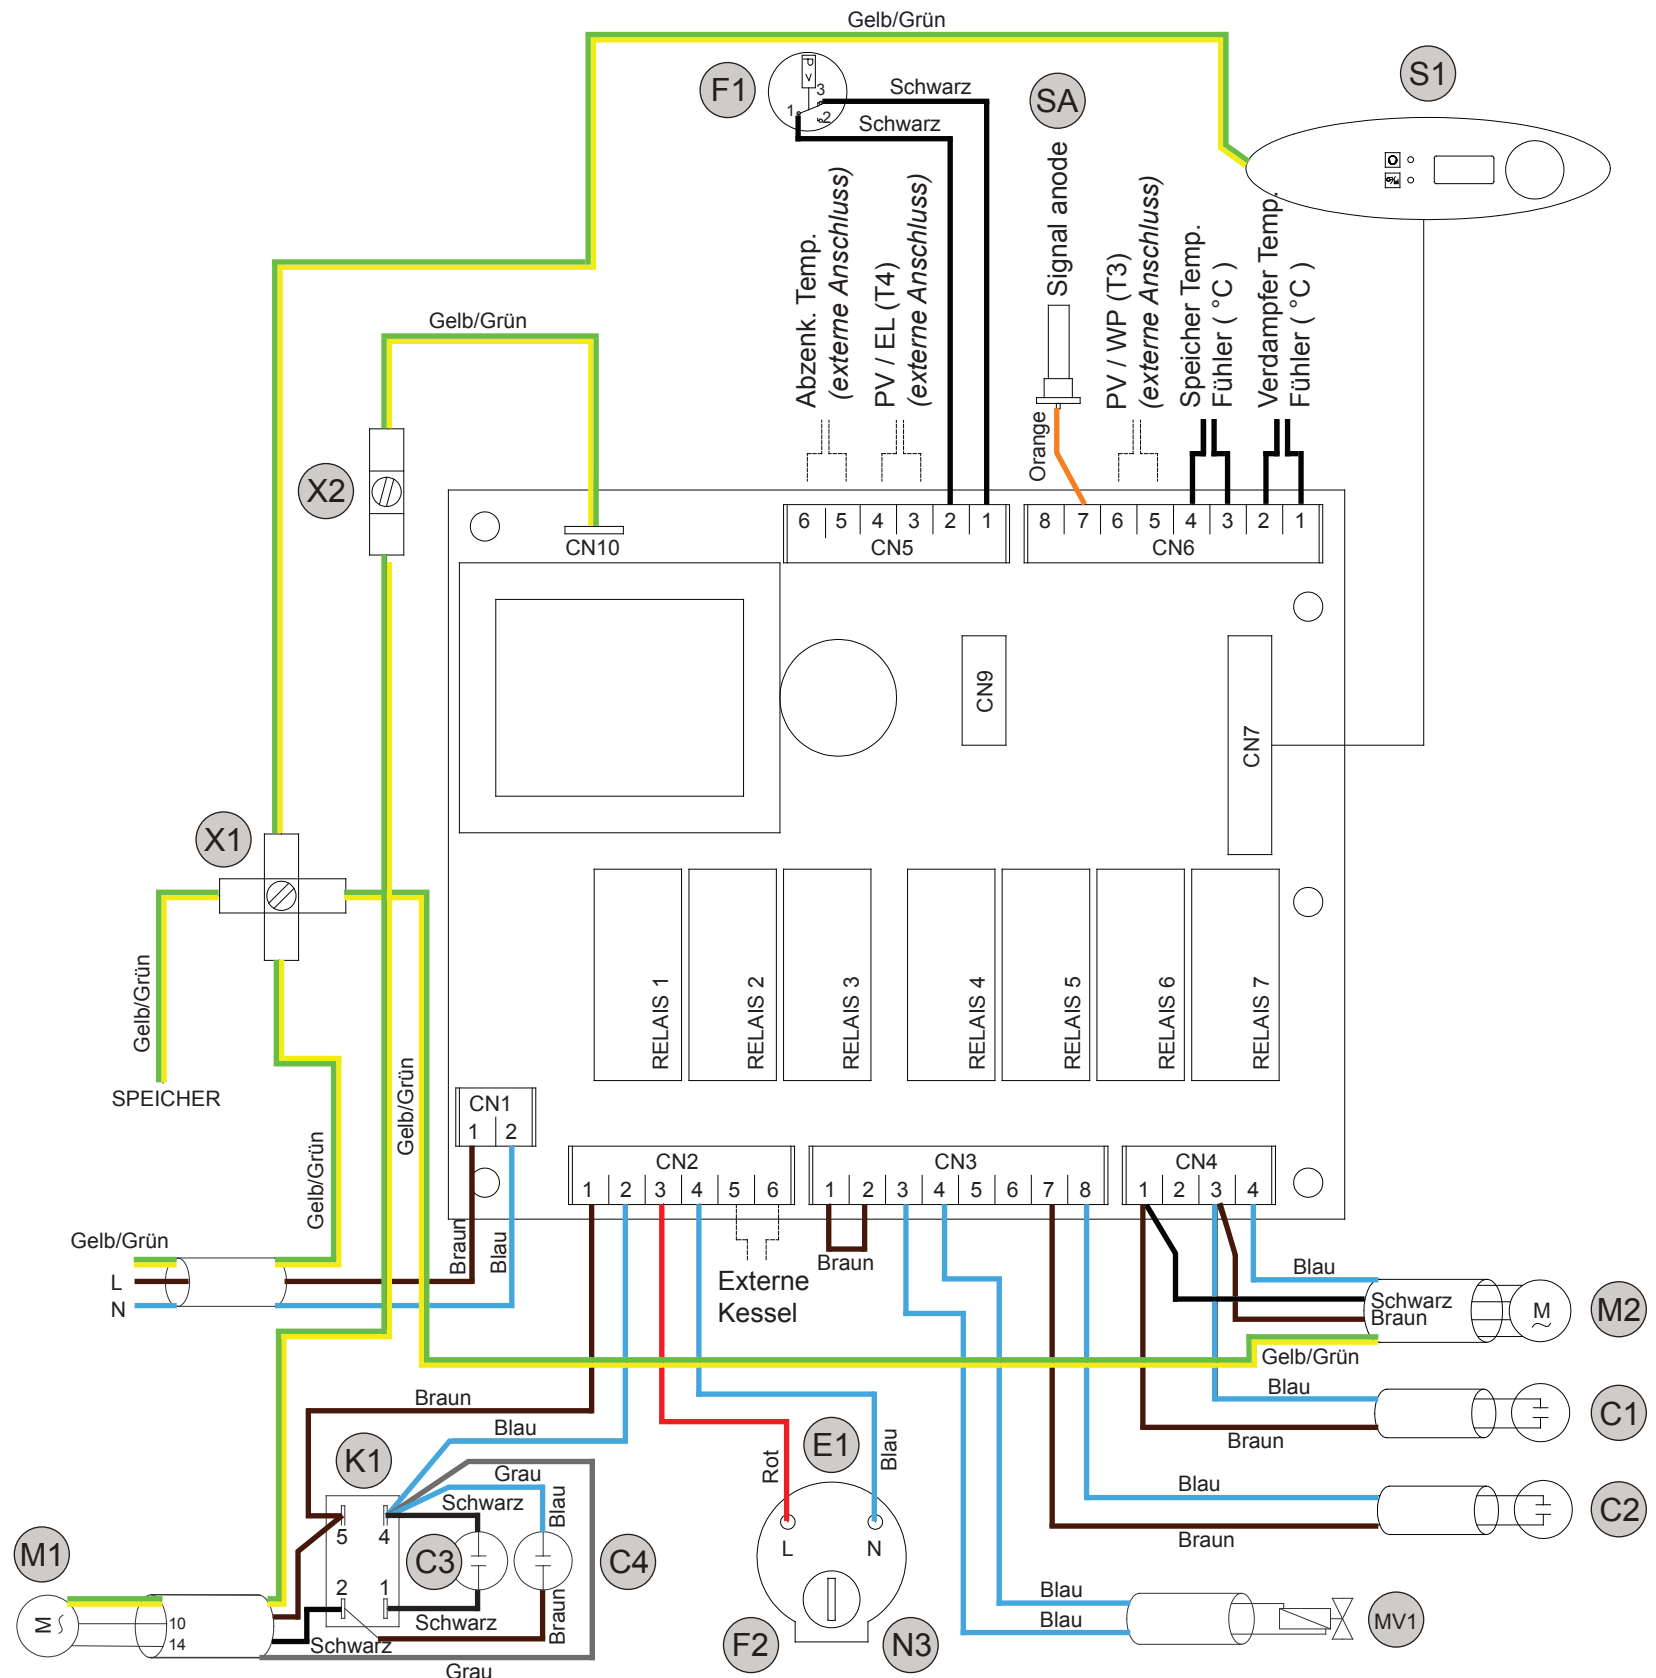 Gelb/Grün
S1
F1
P
>
3
1
2
Schwarz
Schwarz
SA
Signal anode
Orange
Abzenk. Temp.
(externe Anschluss)
PV / EL (T4)
(externe Anschluss)
PV / WP (T3)
(externe Anschluss)
Speicher Temp.
Fühler ( °C )
Verdampfer Temp.
Fühler ( °C )
Gelb/Grün
X2
CN10
6 5 4 3 2 1
CN5
8 7 6 5 4 3 2 1
CN6
CN9
CN7
X1
Gelb/Grün
SPEICHER
Gelb/Grün
Gelb/Grün
RELAIS 1
RELAIS 2
RELAIS 3
RELAIS 4
RELAIS 5
RELAIS 6
RELAIS 7
CN1
1 2
CN2
1 2 3 4 5 6
CN3
1 2 3 4 5 6 7 8
CN4
1 2 3 4
Gelb/Grün
L
N
Braun
Blau
Externe
Kessel
Braun
Blau
Schwarz
Braun
M
~
M2
Gelb/Grün
Blau
C1
Braun
Blau
C2
Braun
Braun
Blau
K1
Grau
Schwarz
Blau
5 4
2 1
C3
C4
Schwarz
Braun
Schwarz
Grau
M1
M
~
10
14
Rot
E1
Blau
L N
F2
N3
Blau
Blau
MV1